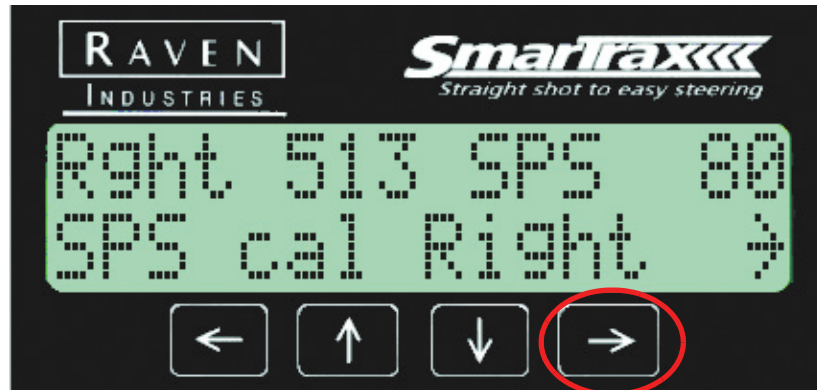 RAVEN
INDUSTRIES
SmarTrax
Straight shot to easy steering
Rght 513 SPS 80
SPS cal Right →
← ↑ ↓ →